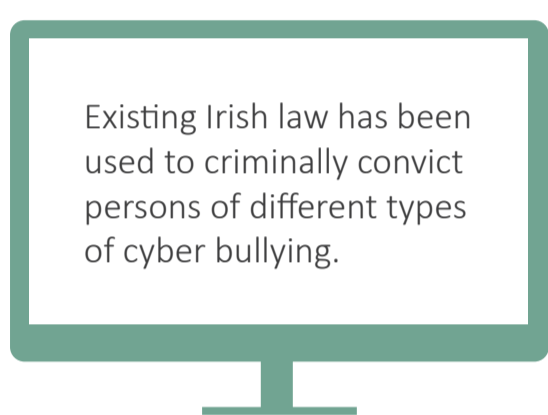 Existing Irish law has been
used to criminally convict
persons of different types
of cyber bullying.